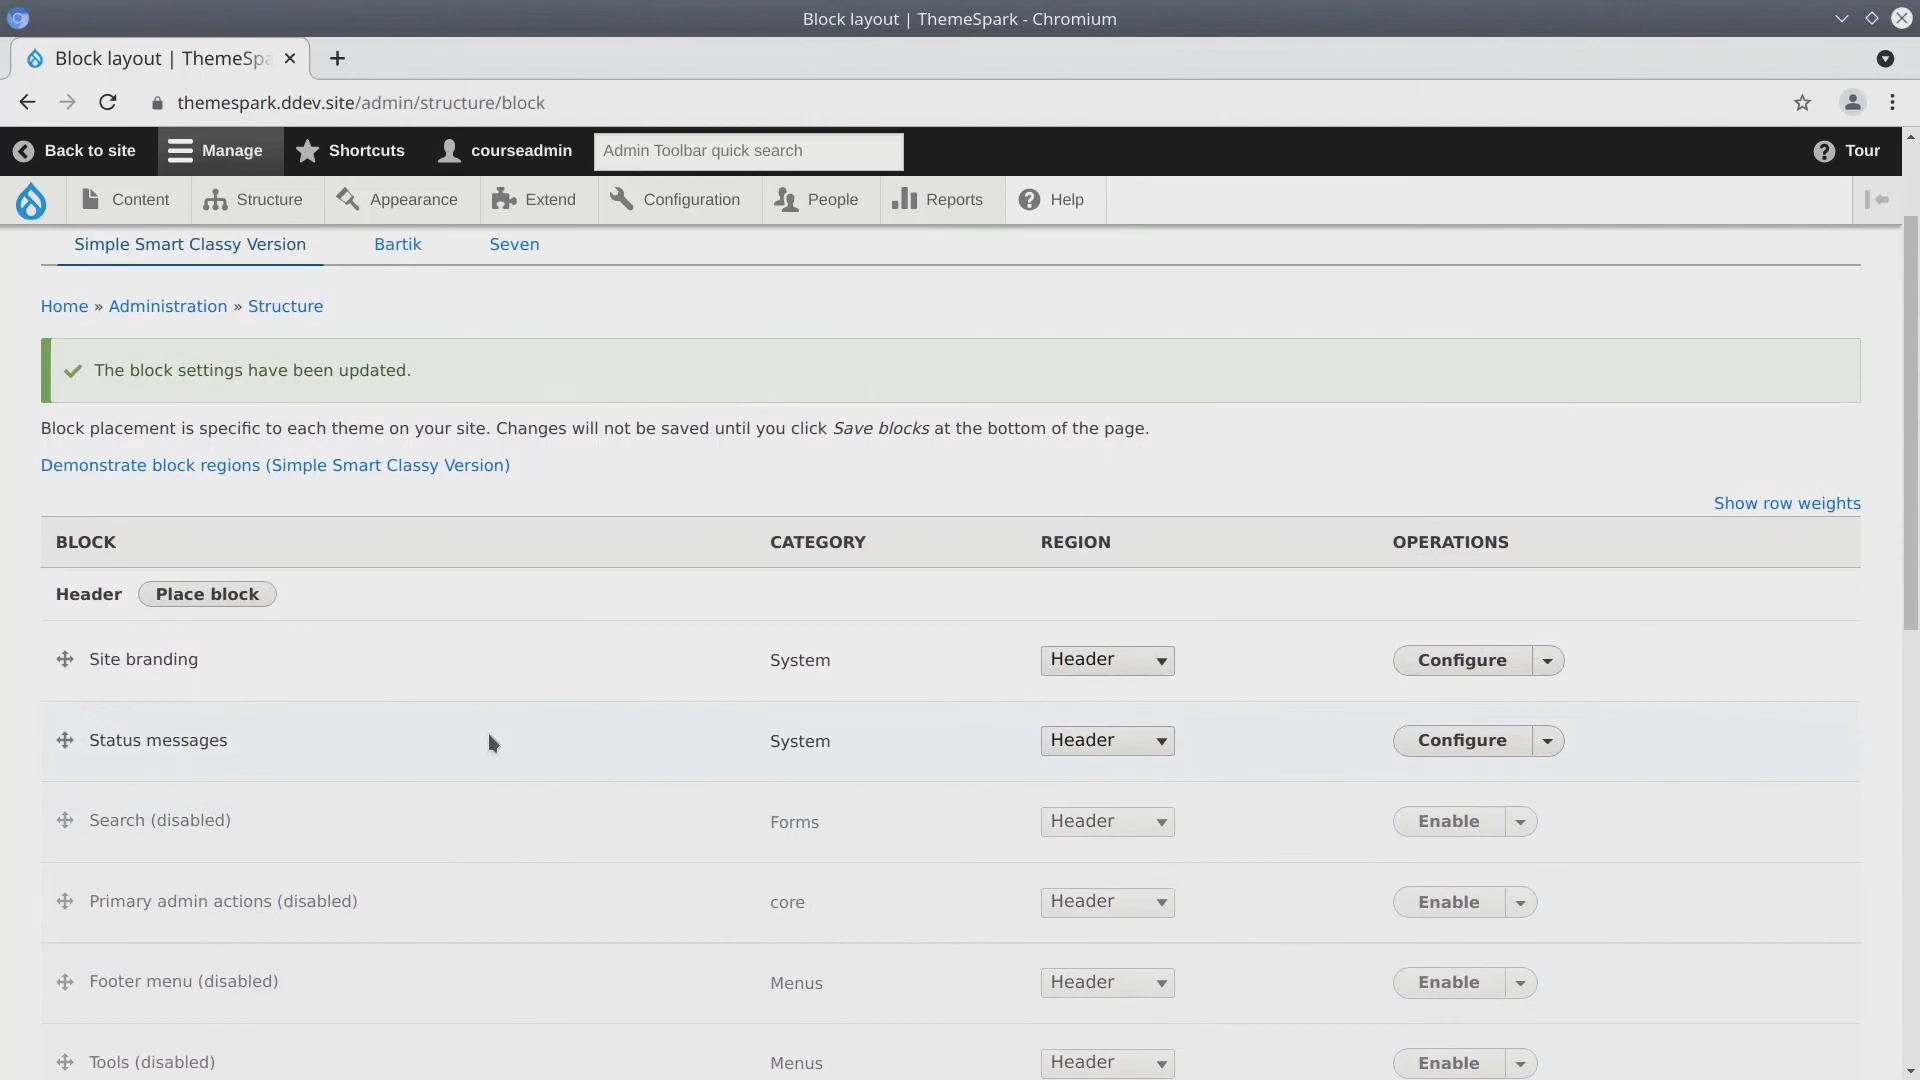 Block layout | ThemeSpark - Chromium
Block layout | ThemeSpa
themespark.ddev.site/admin/structure/block
Back to site Manage Shortcuts courseadmin Admin Toolbar quick search Tour
Content Structure Appearance Extend Configuration People Reports Help
Simple Smart Classy Version Bartik Seven
Home » Administration » Structure
The block settings have been updated.
Block placement is specific to each theme on your site. Changes will not be saved until you click Save blocks at the bottom of the page.
Demonstrate block regions (Simple Smart Classy Version)
Show row weights
BLOCK CATEGORY REGION OPERATIONS
Header Place block
Site branding System Header Configure
Status messages System Header Configure
Search (disabled) Forms Header Enable
Primary admin actions (disabled) core Header Enable
Footer menu (disabled) Menus Header Enable
Tools (disabled) Menus Header Enable